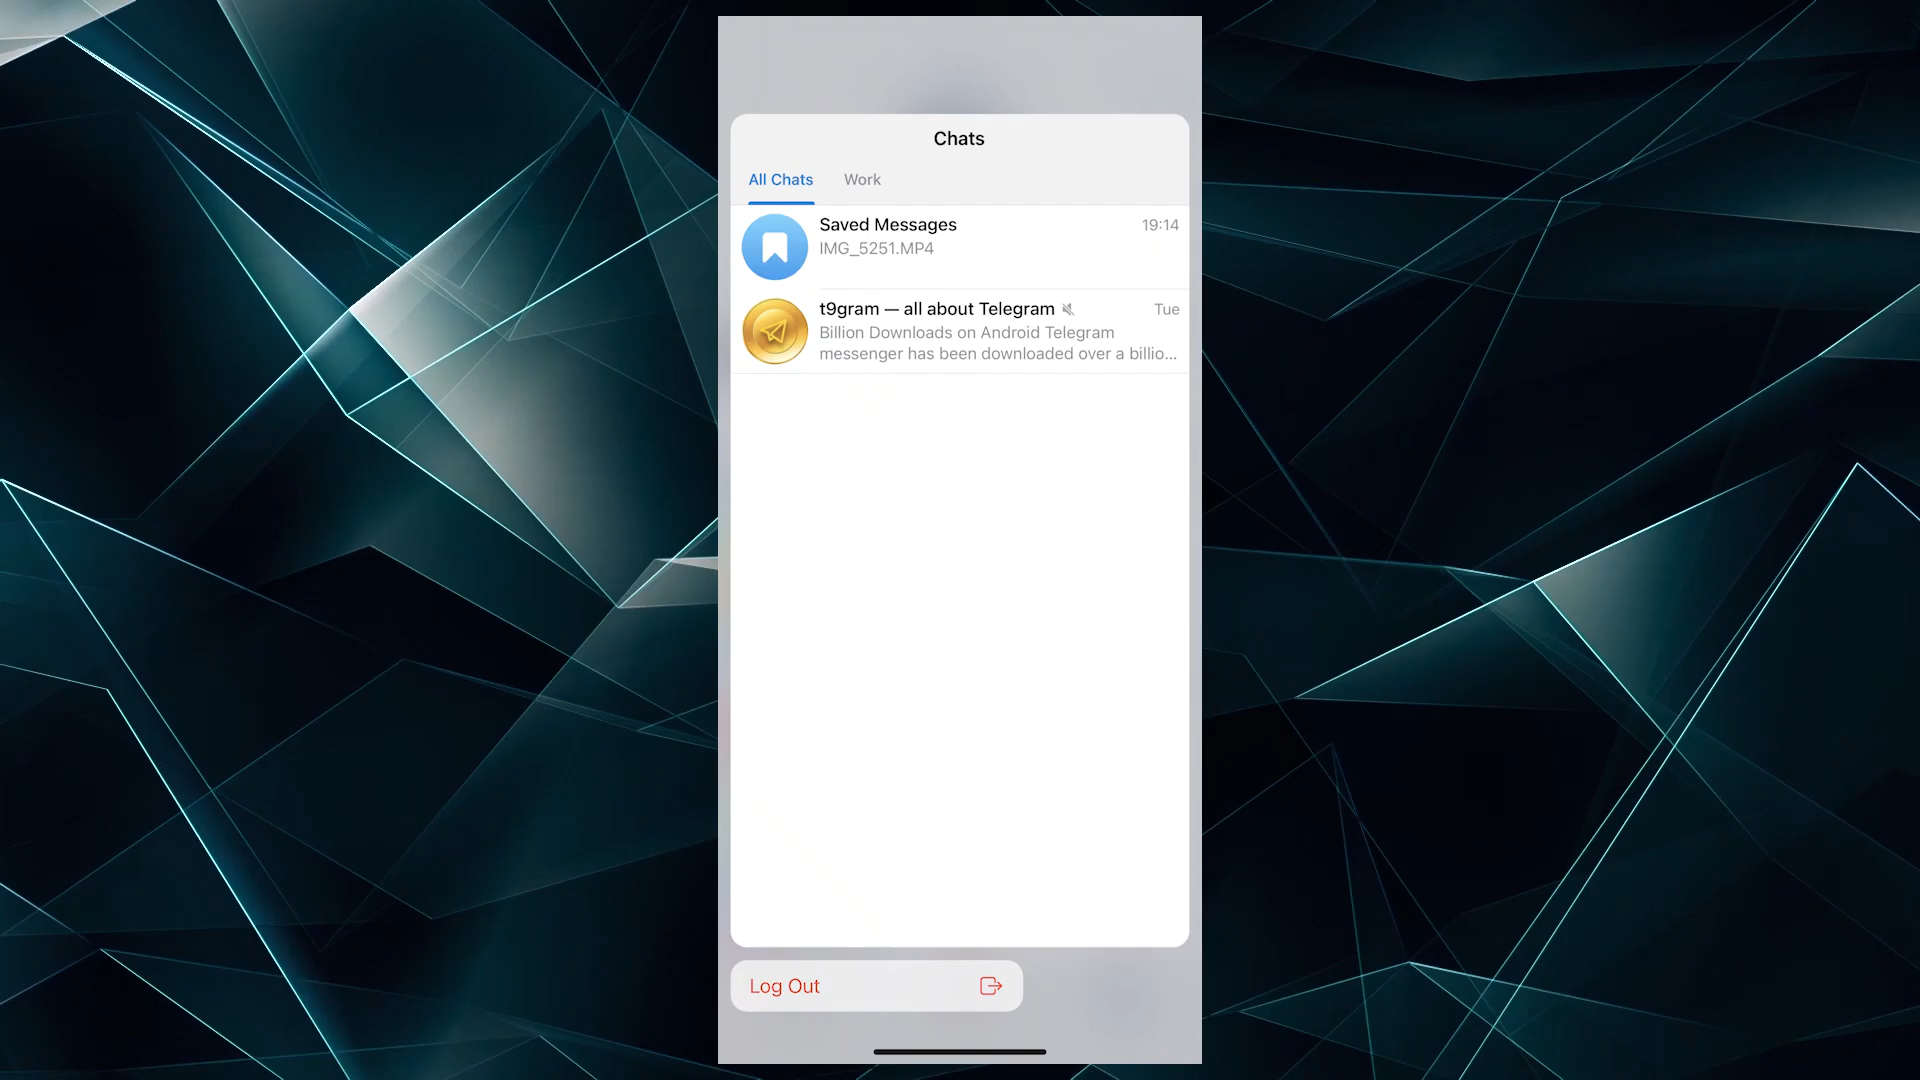 Chats
All Chats Work
Saved Messages 19:14
IMG_5251.MP4
t9gram — all about Telegram Tue
Billion Downloads on Android Telegram
messenger has been downloaded over a billio...
Log Out